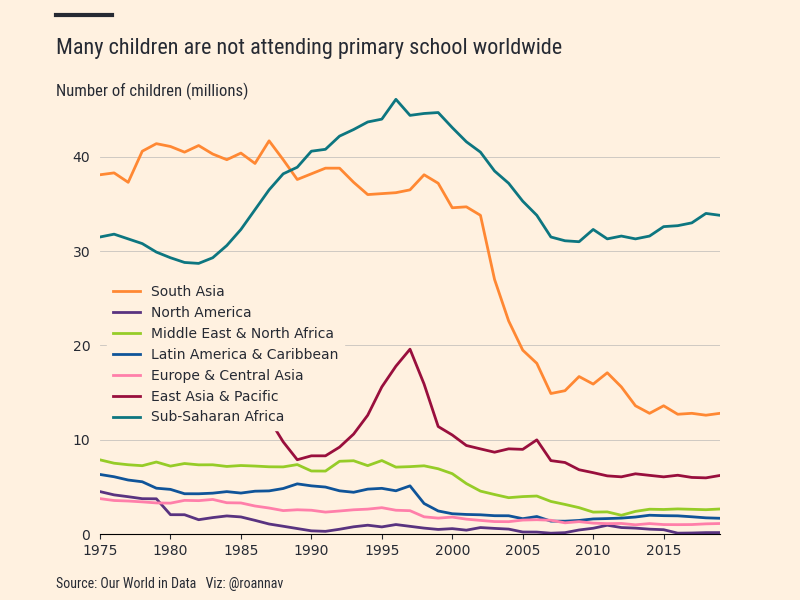 Many children are not attending primary school worldwide
Number of children (millions)
40
30
20
10
0
South Asia
North America
Middle East & North Africa
Latin America & Caribbean
Europe & Central Asia
East Asia & Pacific
Sub-Saharan Africa
1975 1980 1985 1990 1995 2000 2005 2010 2015
Source: Our World in Data Viz: @roannav